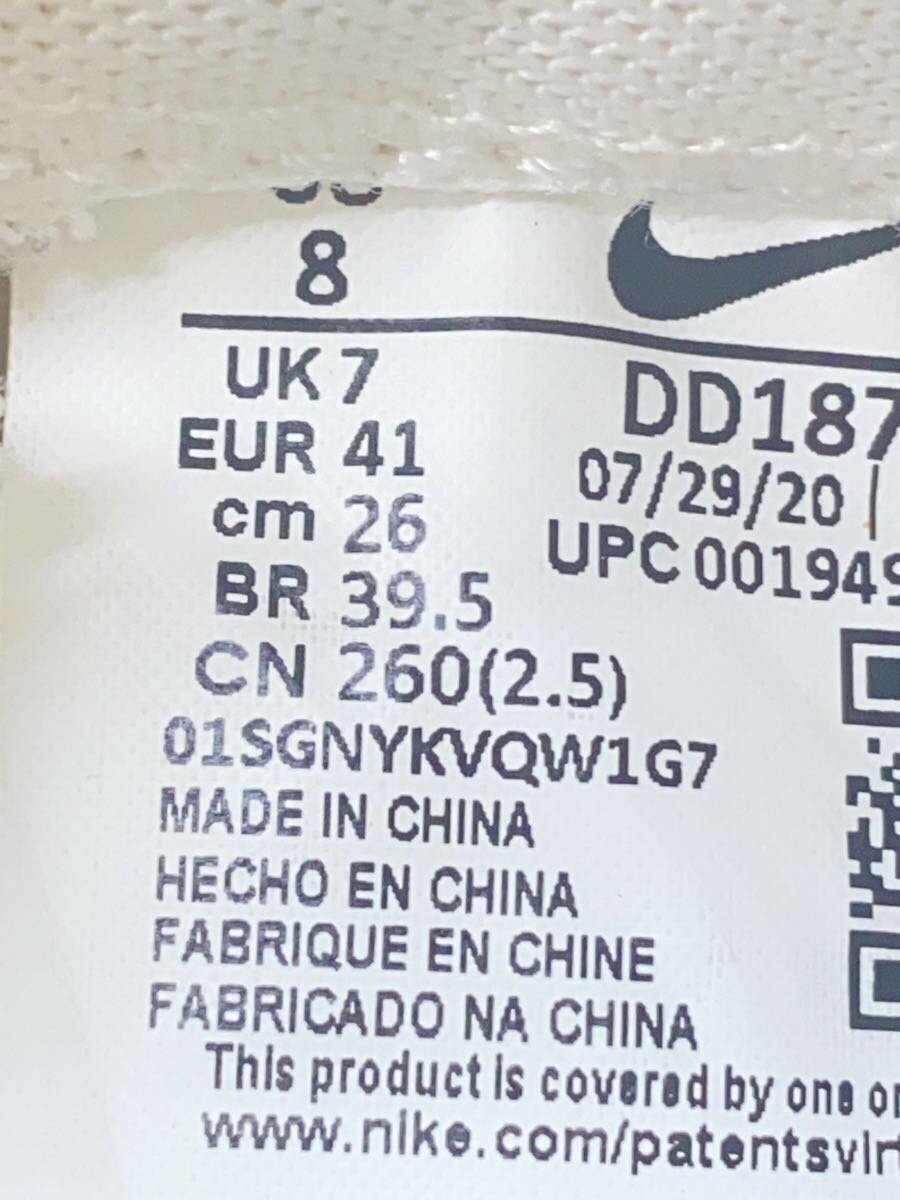 8
UK 7
EUR 41
cm 26
BR 39.5
CN 260(2.5)
01SGNYKVQW1G7
MADE IN CHINA
HECHO EN CHINA
FABRIQUE EN CHINE
FABRICADO NA CHINA
This product is covered by one
www.nike.com/patents
DD187
07/29/20 |
UPC 001949